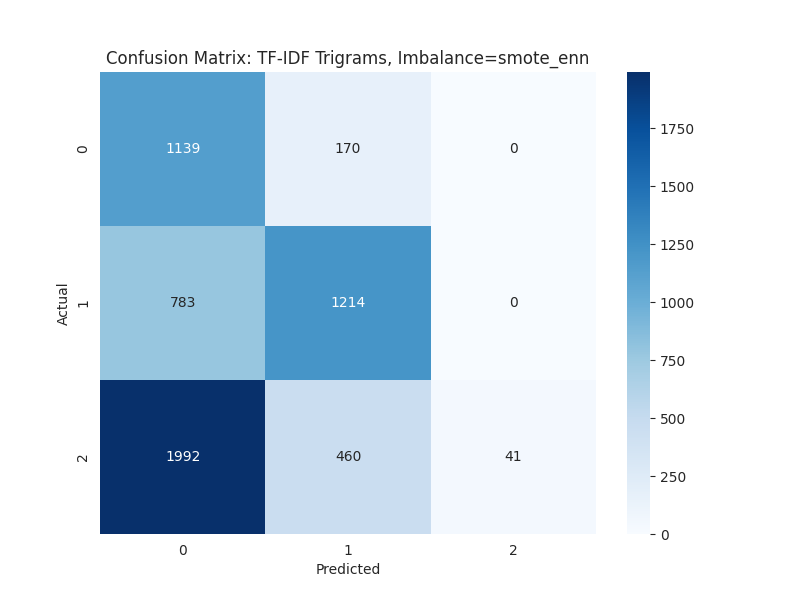 Confusion Matrix: TF-IDF Trigrams, Imbalance=smote_enn
0 1139 170 0
1 783 1214 0
2 1992 460 41
0 1 2
Actual
Predicted
1750
1500
1250
1000
750
500
250
0